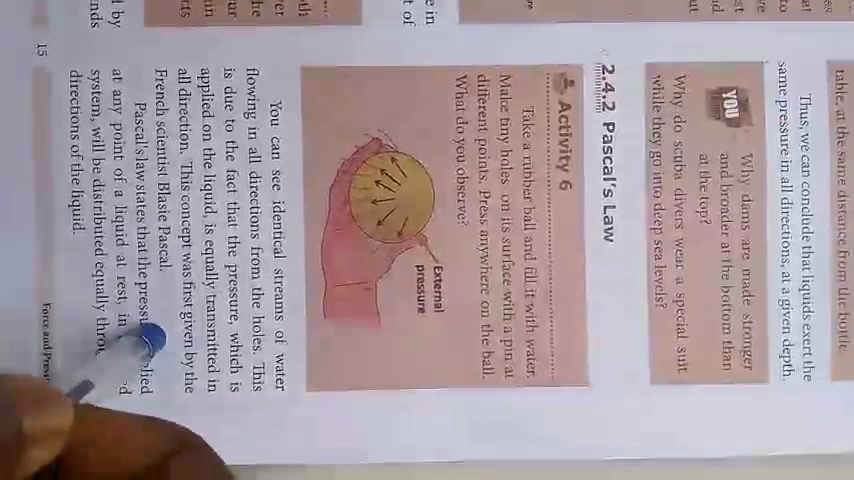 table, at the same distance from the bottle.
Thus, we can conclude that liquids exert the
same pressure in all directions, at a given depth.
YOU
Why dams are made stronger
and broader at the bottom than
at the top?
Why do scuba divers wear a special suit
while they go into deep sea levels?
2.4.2 Pascal's Law
Activity 6
Take a rubber ball and fill it with water.
Make tiny holes on its surface with a pin at
different points. Press anywhere on the ball.
What do you observe?
External
pressure
You can see identical streams of water
flowing in all directions from the holes. This
is due to the fact that the pressure, which is
applied on the liquid, is equally transmitted in
all direction. This concept was first given by the
French scientist Blasie Pascal.
Pascal's law states that the
at any point of a liquid at rest, in
system, will be distributed equally
directions of the liquid.
15
Force and